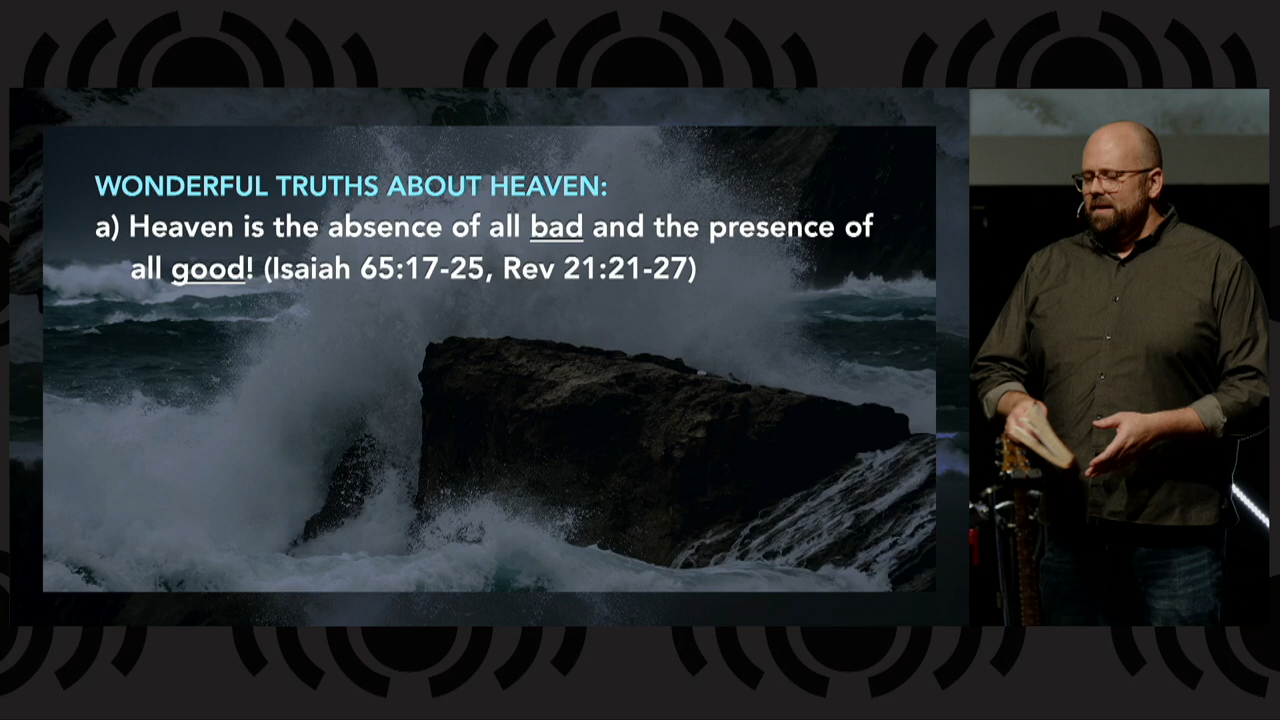 WONDERFUL TRUTHS ABOUT HEAVEN:
a) Heaven is the absence of all bad and the presence of
all good! (Isaiah 65:17-25, Rev 21:21-27)